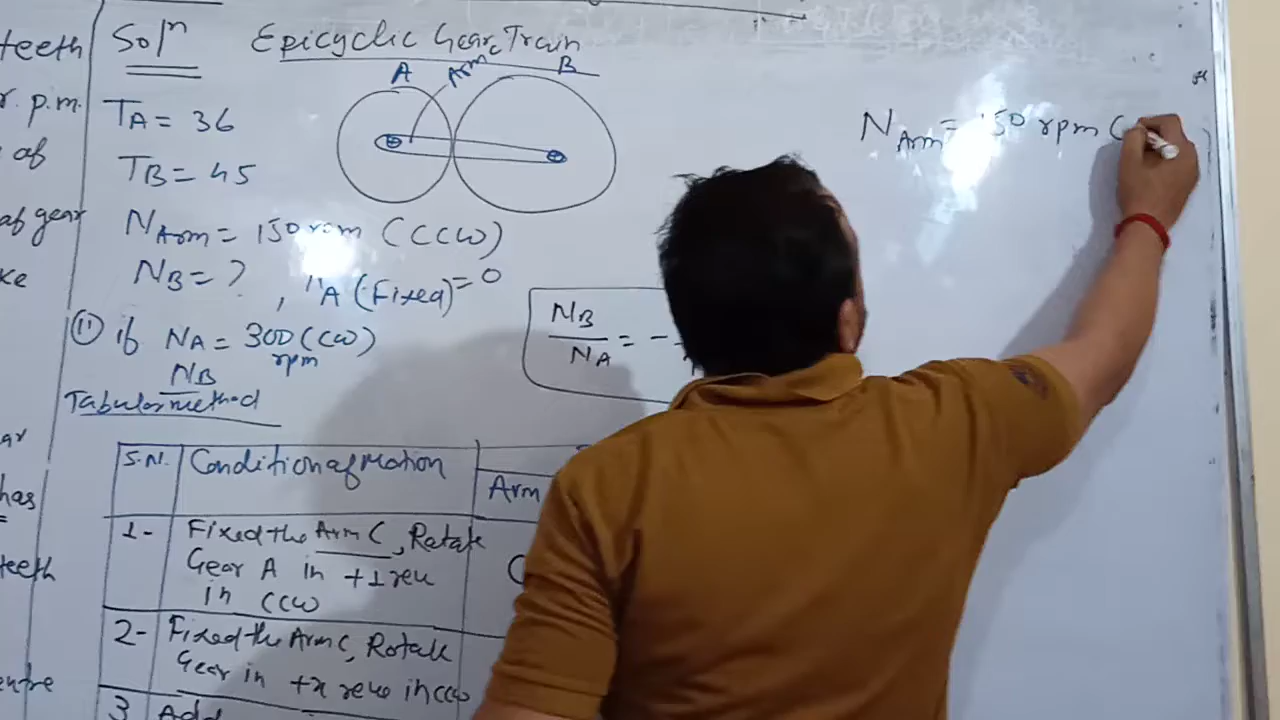 teeth
r. p.m.
of
of gear
ke
ar
has
teeth
entre
Solⁿ
Epicyclic Gear Train
A
Arm
B
TA = 36
TB = 45
NArm = 150 rpm (CCW)
NB = ? , NA (Fixed) = 0
(ii) if NA = 300 (CW)
rpm
NB
Tabular method
NB
NA
= -
NArm = 150 rpm (
S.N. Condition of Motion
Arm
1- Fixed the Arm C, Rotate
Gear A in +1 rev
in CCW
2- Fixed the Arm C, Rotate
Gear in +x revo in ccw
3 Add